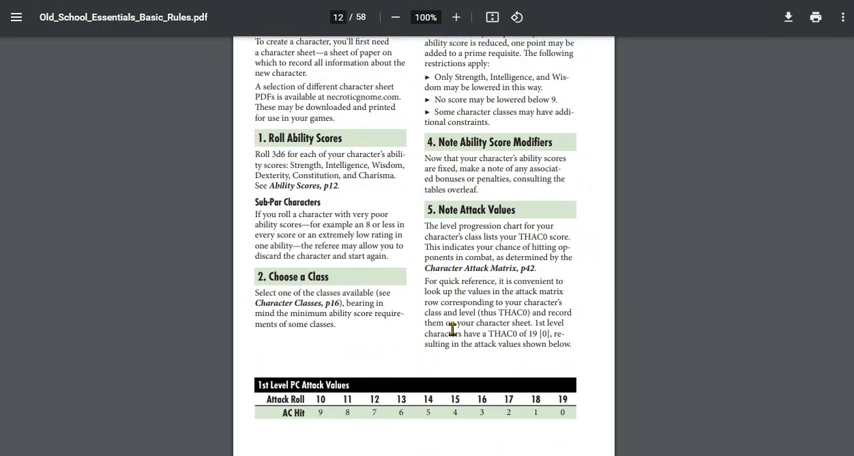 Old_School_Essentials_Basic_Rules.pdf
12 / 58
100%
To create a character, you'll first need
a character sheet—a sheet of paper on
which to record all information about the
new character.
A selection of different character sheet
PDFs is available at necroticgnome.com.
These may be downloaded and printed
for use in your games.
1. Roll Ability Scores
Roll 3d6 for each of your character's abili-
ty scores: Strength, Intelligence, Wisdom,
Dexterity, Constitution, and Charisma.
See Ability Scores, p12.
Sub-Par Characters
If you roll a character with very poor
ability scores—for example an 8 or less in
every score or an extremely low rating in
one ability—the referee may allow you to
discard the character and start again.
2. Choose a Class
Select one of the classes available (see
Character Classes, p16), bearing in
mind the minimum ability score require-
ments of some classes.
ability score is reduced, one point may be
added to a prime requisite. The following
restrictions apply:
► Only Strength, Intelligence, and Wis-
dom may be lowered in this way.
► No score may be lowered below 9.
► Some character classes may have addi-
tional constraints.
4. Note Ability Score Modifiers
Now that your character's ability scores
are fixed, make a note of any associat-
ed bonuses or penalties, consulting the
tables overleaf.
5. Note Attack Values
The level progression chart for your
character's class lists your THAC0 score.
This indicates your chance of hitting op-
ponents in combat, as determined by the
Character Attack Matrix, p42.
For quick reference, it is convenient to
look up the values in the attack matrix
row corresponding to your character's
class and level (thus THAC0) and record
them on your character sheet. 1st level
characters have a THAC0 of 19 [0], re-
sulting in the attack values shown below.
1st Level PC Attack Values
Attack Roll 10 11 12 13 14 15 16 17 18 19
AC Hit 9 8 7 6 5 4 3 2 1 0